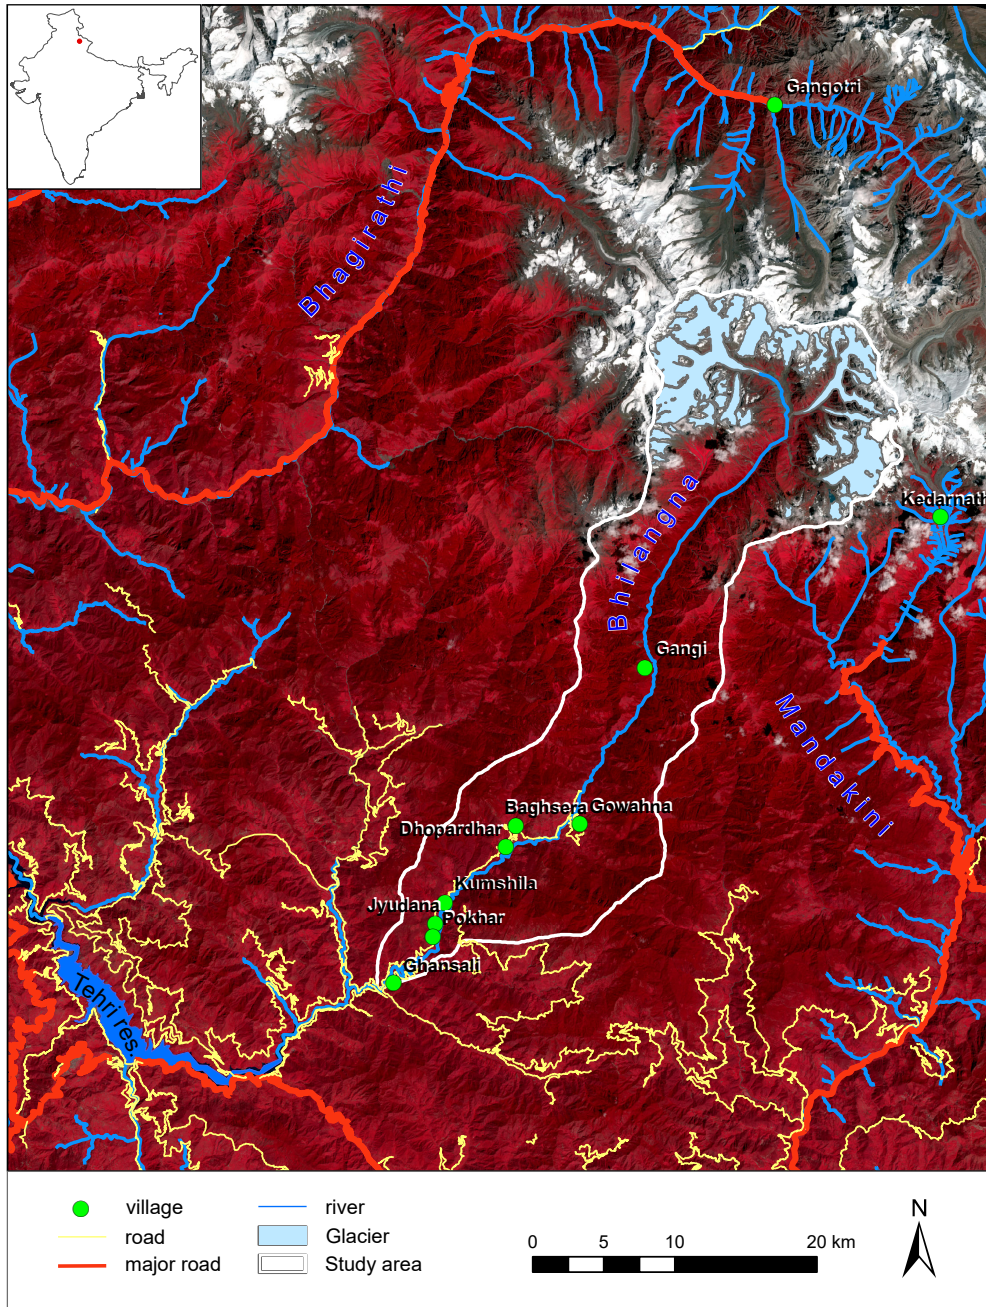 Gangotri
Bhagirathi
Kedarnath
Bhilangna
Gangi
Mandakini
Baghsera
Gowahna
Dhopardhar
Kumshila
Jyudana
Pokhar
Ghansali
Tehri res.
village
river
N
road
Glacier
0 5 10 20 km
major road
Study area